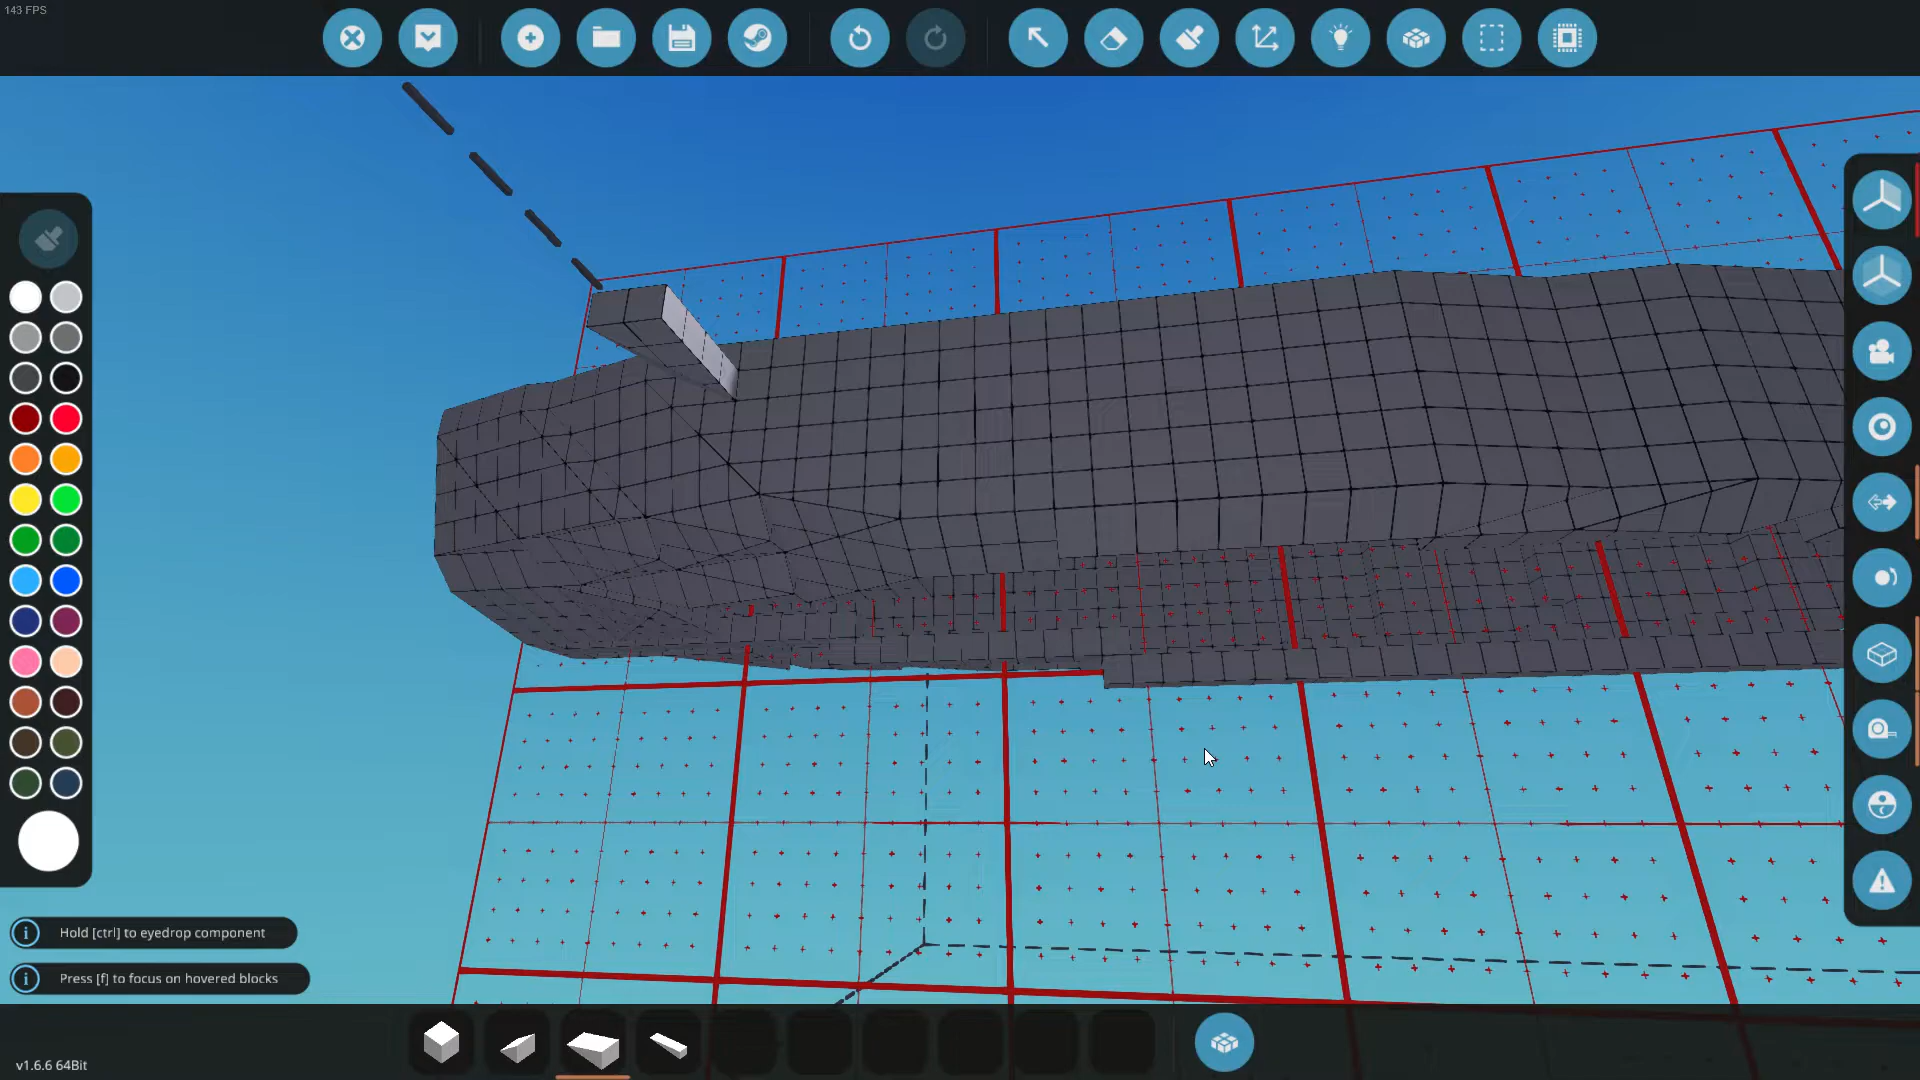 143 FPS
Hold [ctrl] to eyedrop component
Press [f] to focus on hovered blocks
v1.6.6 64Bit